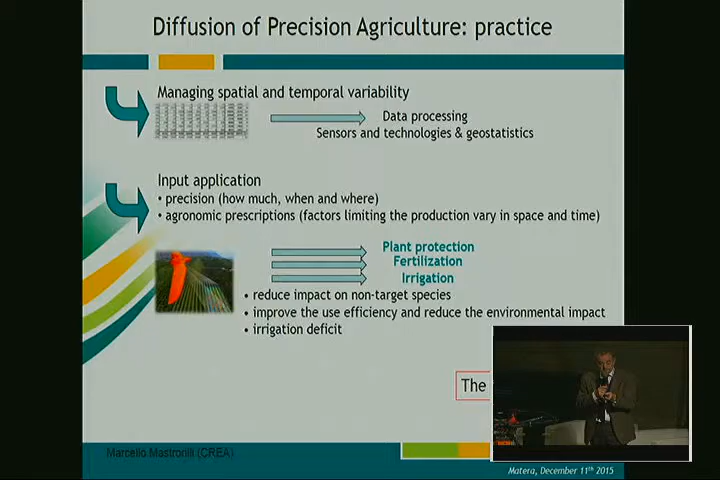 Diffusion of Precision Agriculture: practice
Managing spatial and temporal variability
Data processing
Sensors and technologies & geostatistics
Input application
• precision (how much, when and where)
• agronomic prescriptions (factors limiting the production vary in space and time)
Plant protection
Fertilization
Irrigation
• reduce impact on non-target species
• improve the use efficiency and reduce the environmental impact
• irrigation deficit
The
Marcello Mastrorilli (CREA)
Matera, December 11th 2015